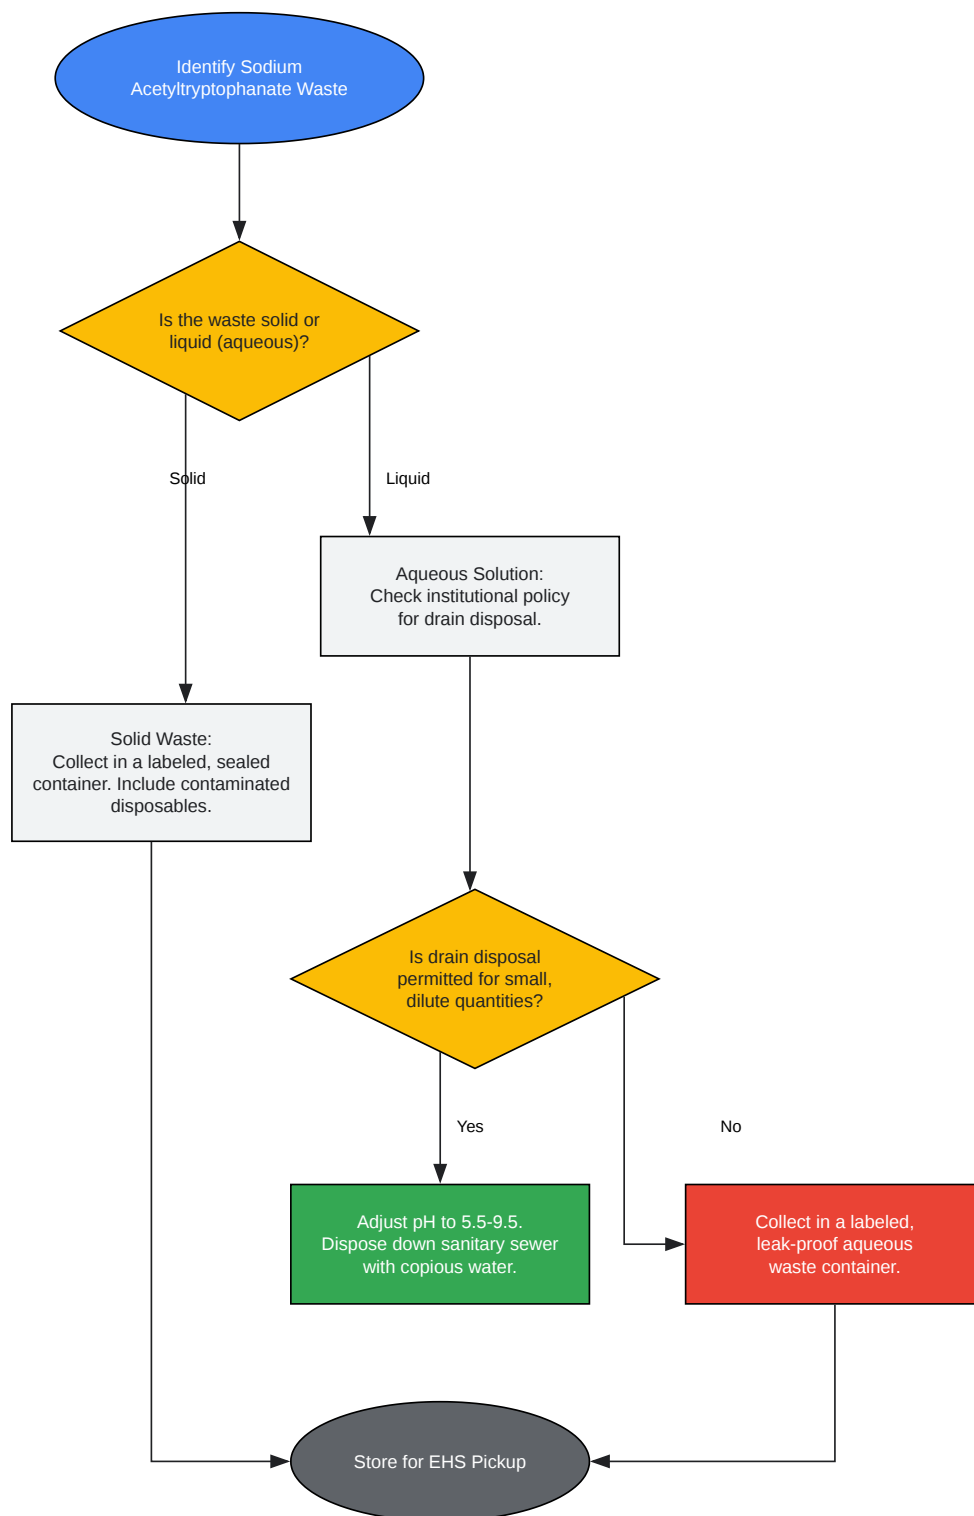 Identify Sodium
Acetyltryptophanate Waste
Is the waste solid or
liquid (aqueous)?
Solid
Liquid
Aqueous Solution:
Check institutional policy
for drain disposal.
Solid Waste:
Collect in a labeled, sealed
container. Include contaminated
disposables.
Is drain disposal
permitted for small,
dilute quantities?
Yes
No
Adjust pH to 5.5-9.5.
Dispose down sanitary sewer
with copious water.
Collect in a labeled,
leak-proof aqueous
waste container.
Store for EHS Pickup